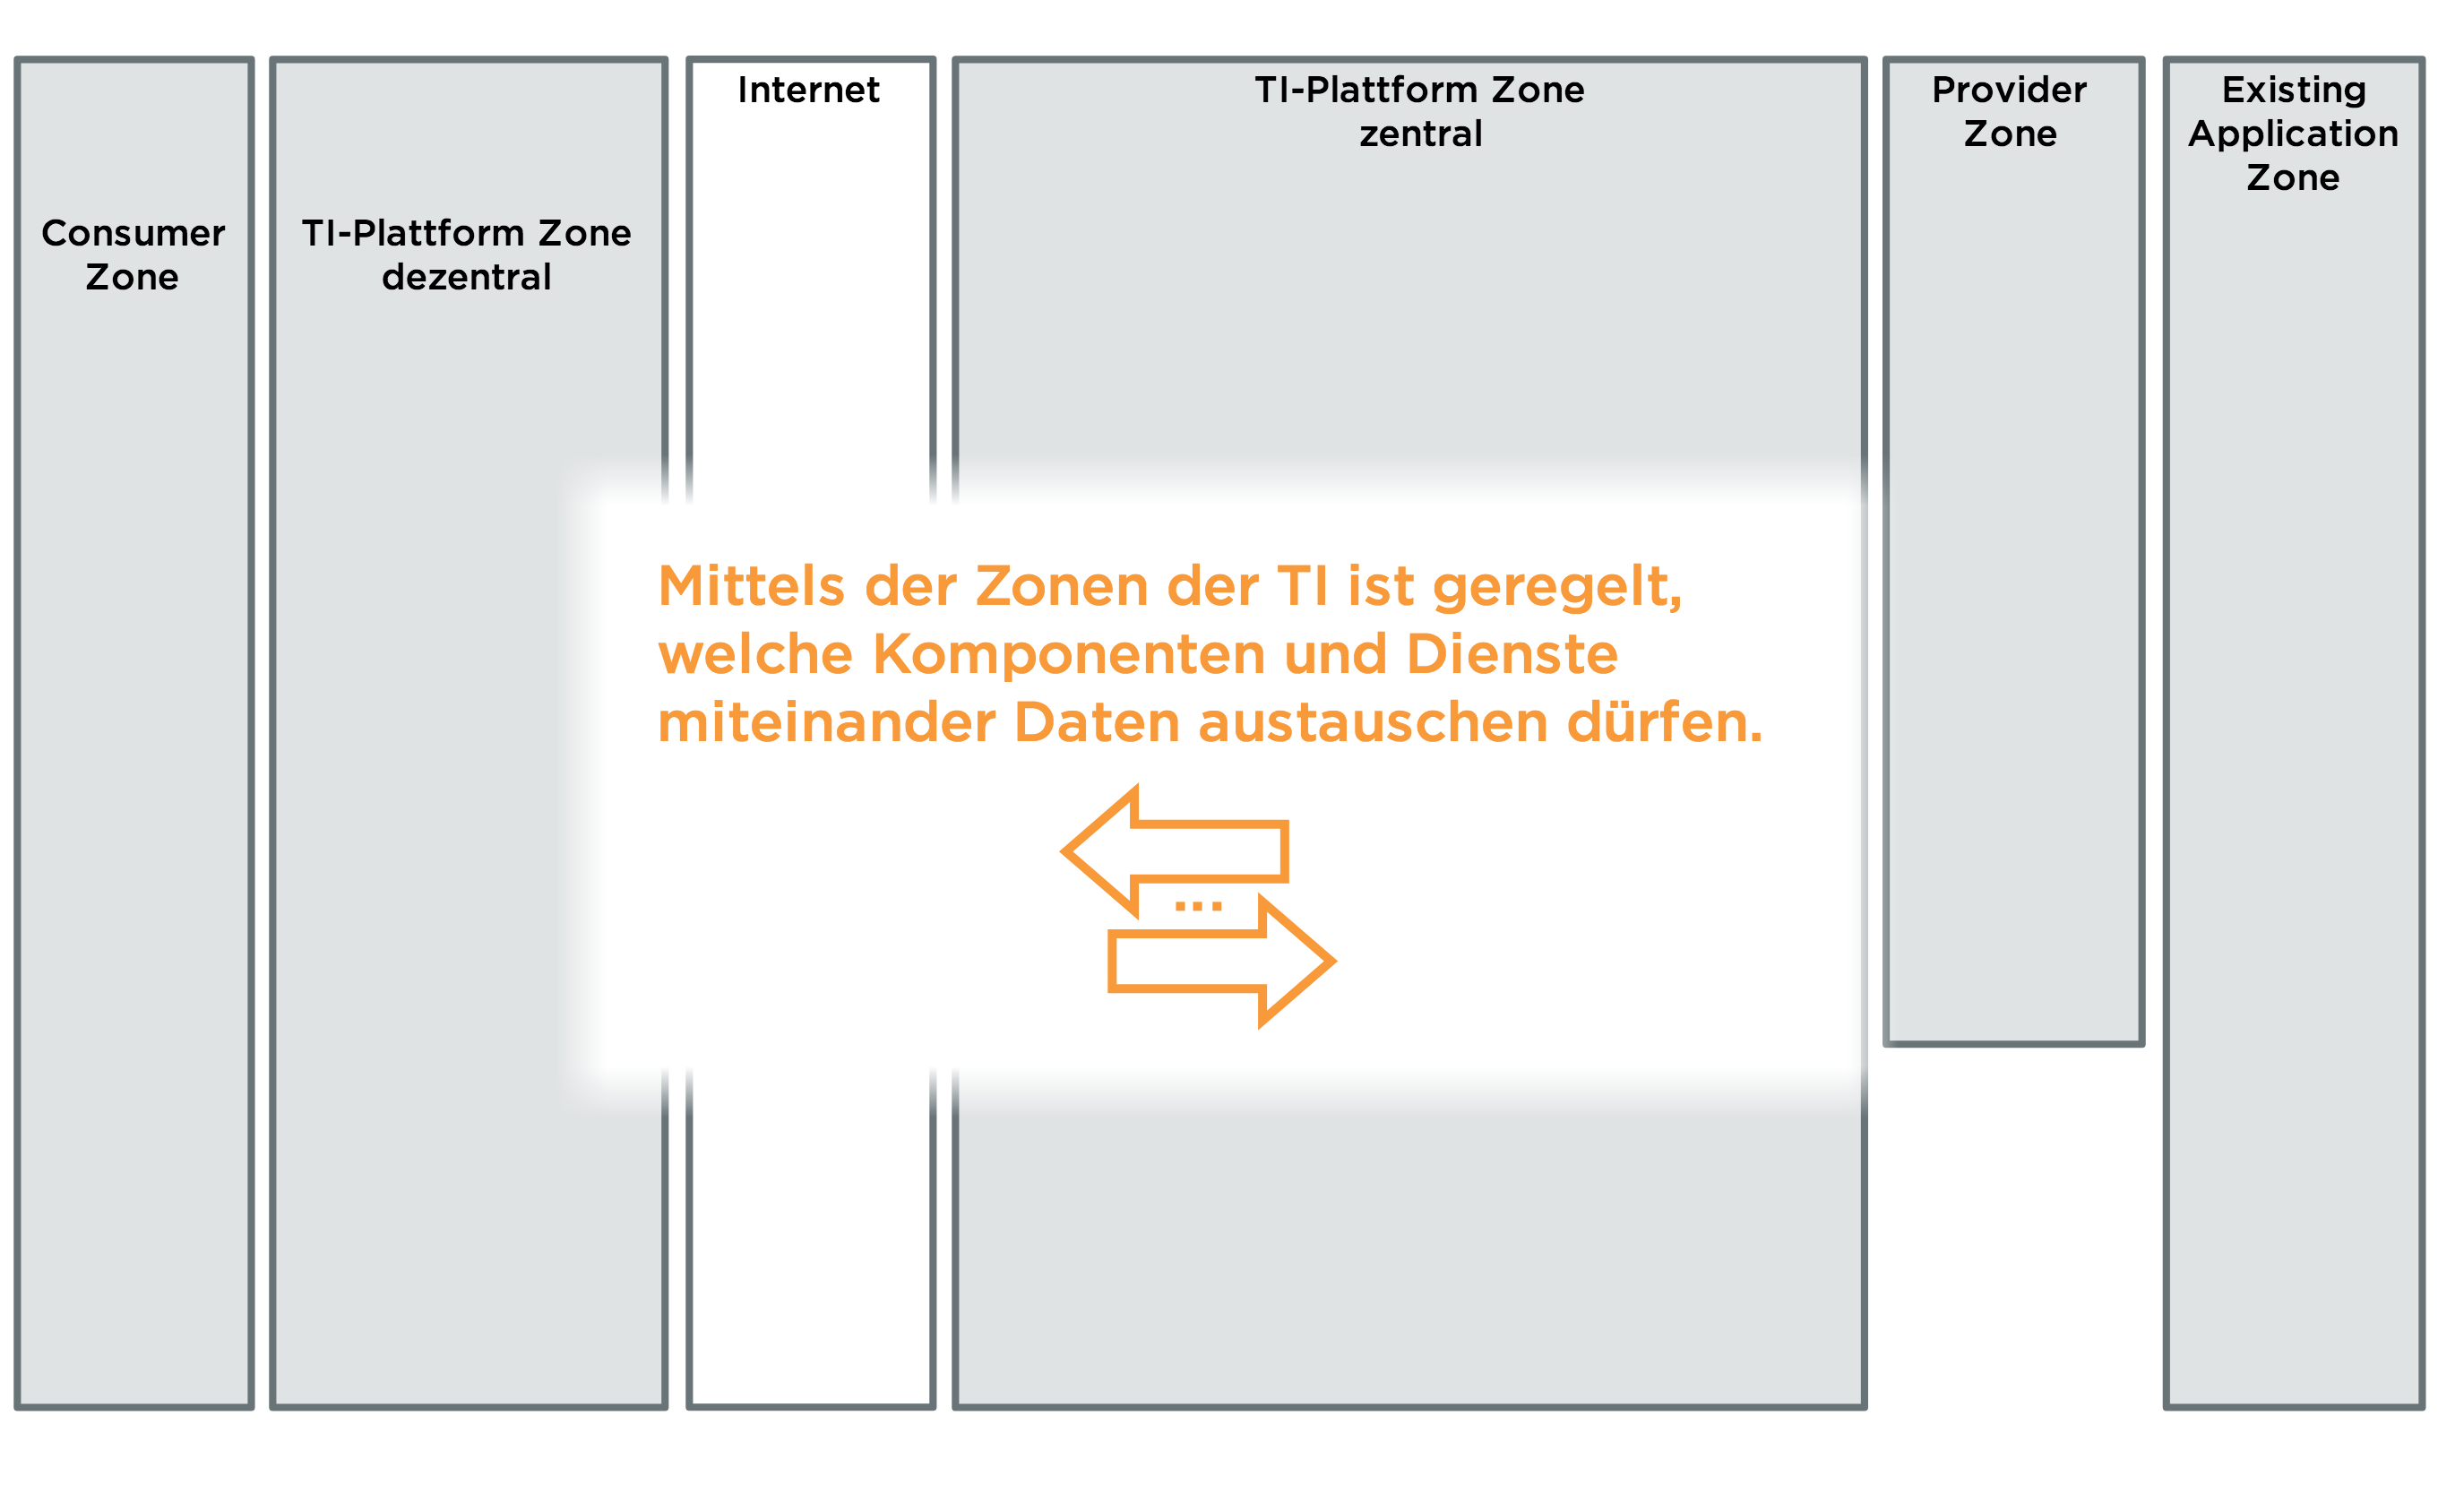 Consumer
Zone
TI-Plattform Zone
dezentral
Internet
TI-Plattform Zone
zentral
Provider
Zone
Existing
Application
Zone
Mittels der Zonen der TI ist geregelt,
welche Komponenten und Dienste
miteinander Daten austauschen dürfen.
...